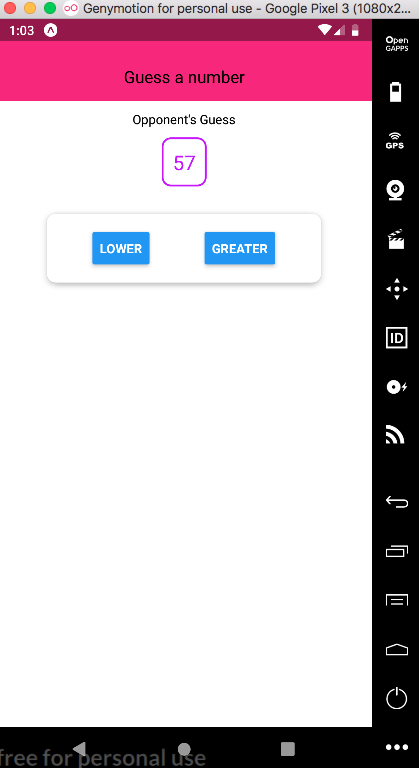 Genymotion for personal use - Google Pixel 3 (1080x2...
1:03
Open
GAPPS
Guess a number
Opponent's Guess
GPS
57
LOWER
GREATER
ID
free for personal use